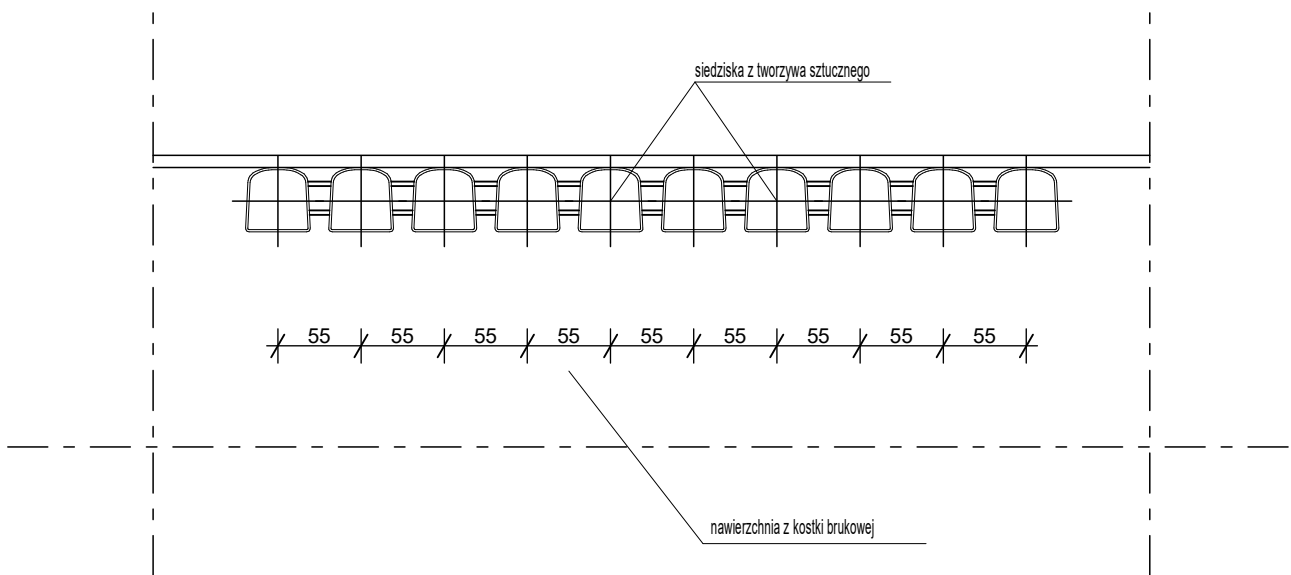 siedziska z tworzywa sztucznego
55 55 55 55 55 55 55 55 55
nawierzchnia z kostki brukowej